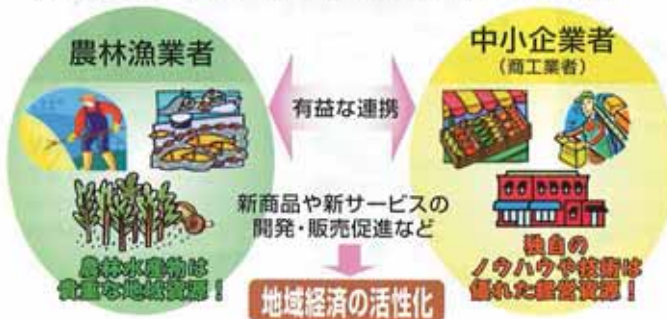 農林漁業者
中小企業者
(商工業者)
有益な連携
新商品や新サービスの
開発・販売促進など
農林水産物は
貴重な地域資源!
独自の
ノウハウや技術は
優れた経営資源!
地域経済の活性化